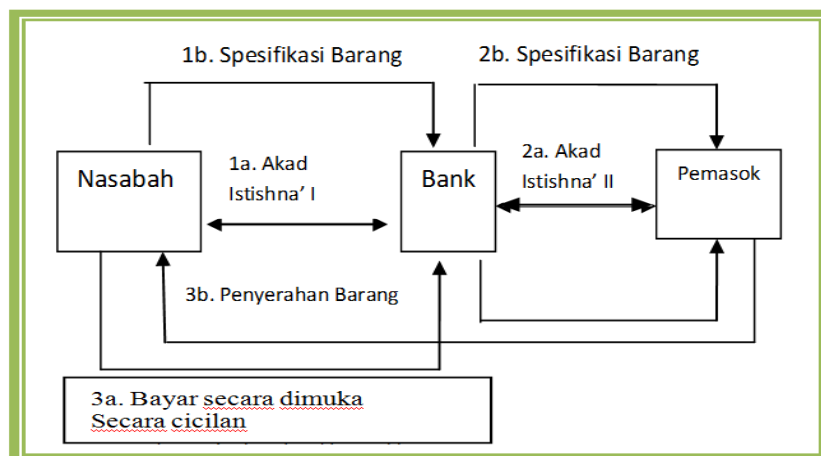 1b. Spesifikasi Barang
2b. Spesifikasi Barang
Nasabah
1a. Akad
Istishna’ I
Bank
2a. Akad
Istishna’ II
Pemasok
3b. Penyerahan Barang
3a. Bayar secara dimuka
Secara cicilan